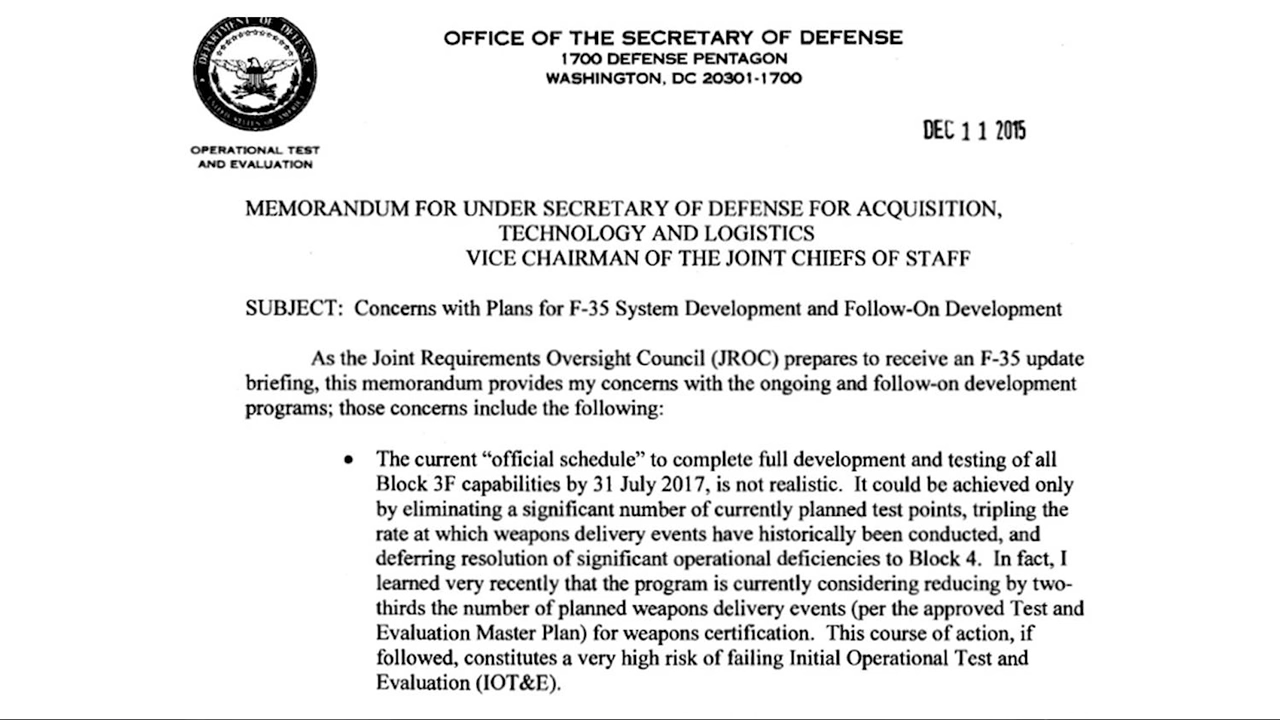 DEPARTMENT OF DEFENSE
UNITED STATES OF AMERICA
OPERATIONAL TEST
AND EVALUATION
OFFICE OF THE SECRETARY OF DEFENSE
1700 DEFENSE PENTAGON
WASHINGTON, DC 20301-1700
DEC 11 2015
MEMORANDUM FOR UNDER SECRETARY OF DEFENSE FOR ACQUISITION,
TECHNOLOGY AND LOGISTICS
VICE CHAIRMAN OF THE JOINT CHIEFS OF STAFF
SUBJECT: Concerns with Plans for F-35 System Development and Follow-On Development
As the Joint Requirements Oversight Council (JROC) prepares to receive an F-35 update
briefing, this memorandum provides my concerns with the ongoing and follow-on development
programs; those concerns include the following:
• The current “official schedule” to complete full development and testing of all
Block 3F capabilities by 31 July 2017, is not realistic. It could be achieved only
by eliminating a significant number of currently planned test points, tripling the
rate at which weapons delivery events have historically been conducted, and
deferring resolution of significant operational deficiencies to Block 4. In fact, I
learned very recently that the program is currently considering reducing by two-
thirds the number of planned weapons delivery events (per the approved Test and
Evaluation Master Plan) for weapons certification. This course of action, if
followed, constitutes a very high risk of failing Initial Operational Test and
Evaluation (IOT&E).